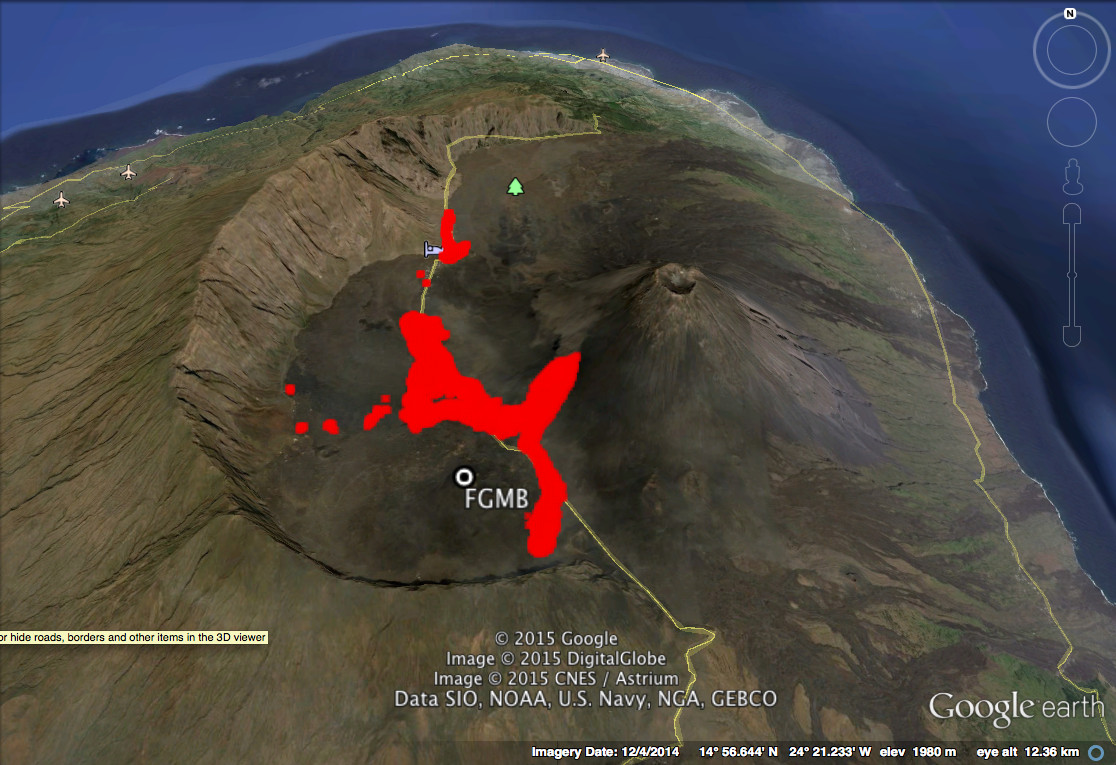 N
FGMB
or hide roads, borders and other items in the 3D viewer
© 2015 Google
Image © 2015 DigitalGlobe
Image © 2015 CNES / Astrium
Data SIO, NOAA, U.S. Navy, NGA, GEBCO
Google earth
Imagery Date: 12/4/2014 14° 56.644' N 24° 21.233' W elev 1980 m eye alt 12.36 km